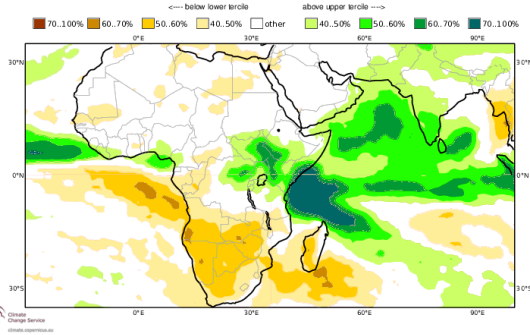 <---- below lower tercile above upper tercile ---->
70..100% 60..70% 50..60% 40..50% other 40..50% 50..60% 60..70% 70..100%
0°E 30°E 60°E 90°E
30°N 30°N
0°N 0°N
30°S 30°S
0°E 30°E 60°E 90°E
Climate
Change Service
climate.copernicus.eu